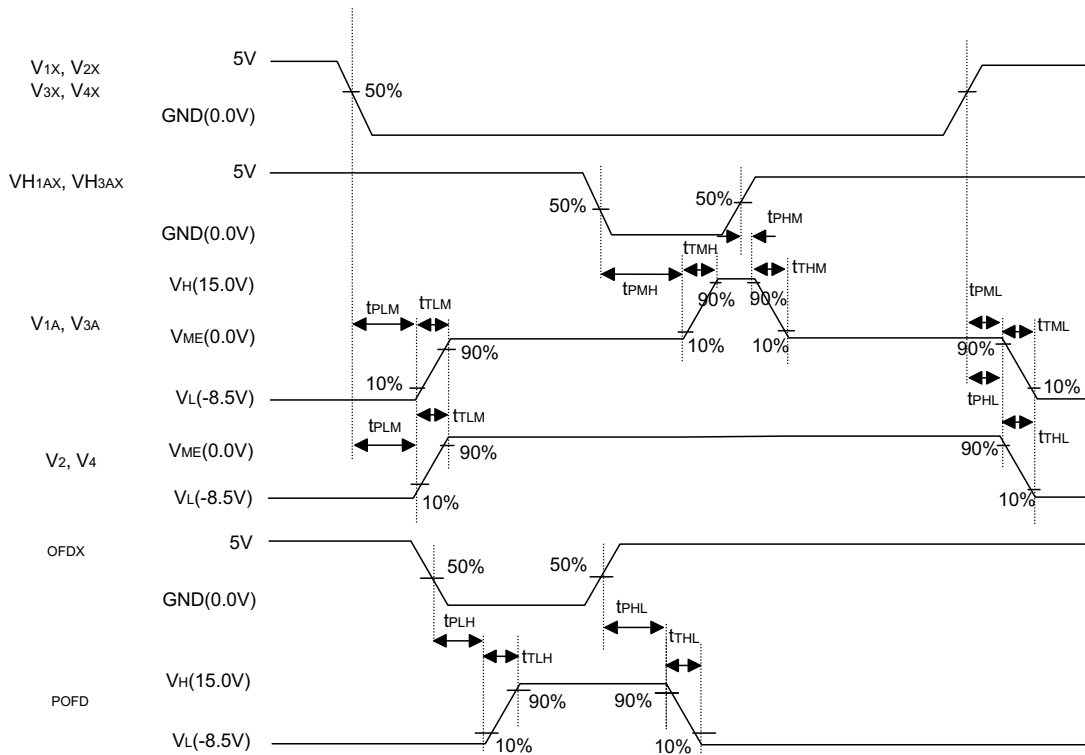 V1X, V2X
V3X, V4X
5V
50%
GND(0.0V)
VH1AX, VH3AX
5V
50%
50%
GND(0.0V)
tPHM
tTMH
tTHM
tPMH
VH(15.0V)
90%
90%
V1A, V3A
tPLM
tTLM
tPML
tTML
VME(0.0V)
90%
10%
10%
90%
10%
10%
VL(-8.5V)
tPHL
tTLM
tPLM
tTHL
V2, V4
VME(0.0V)
90%
90%
VL(-8.5V)
10%
10%
OFDX
5V
50%
50%
GND(0.0V)
tPLH
tTLH
tPHL
tTHL
POFD
VH(15.0V)
90%
90%
VL(-8.5V)
10%
10%